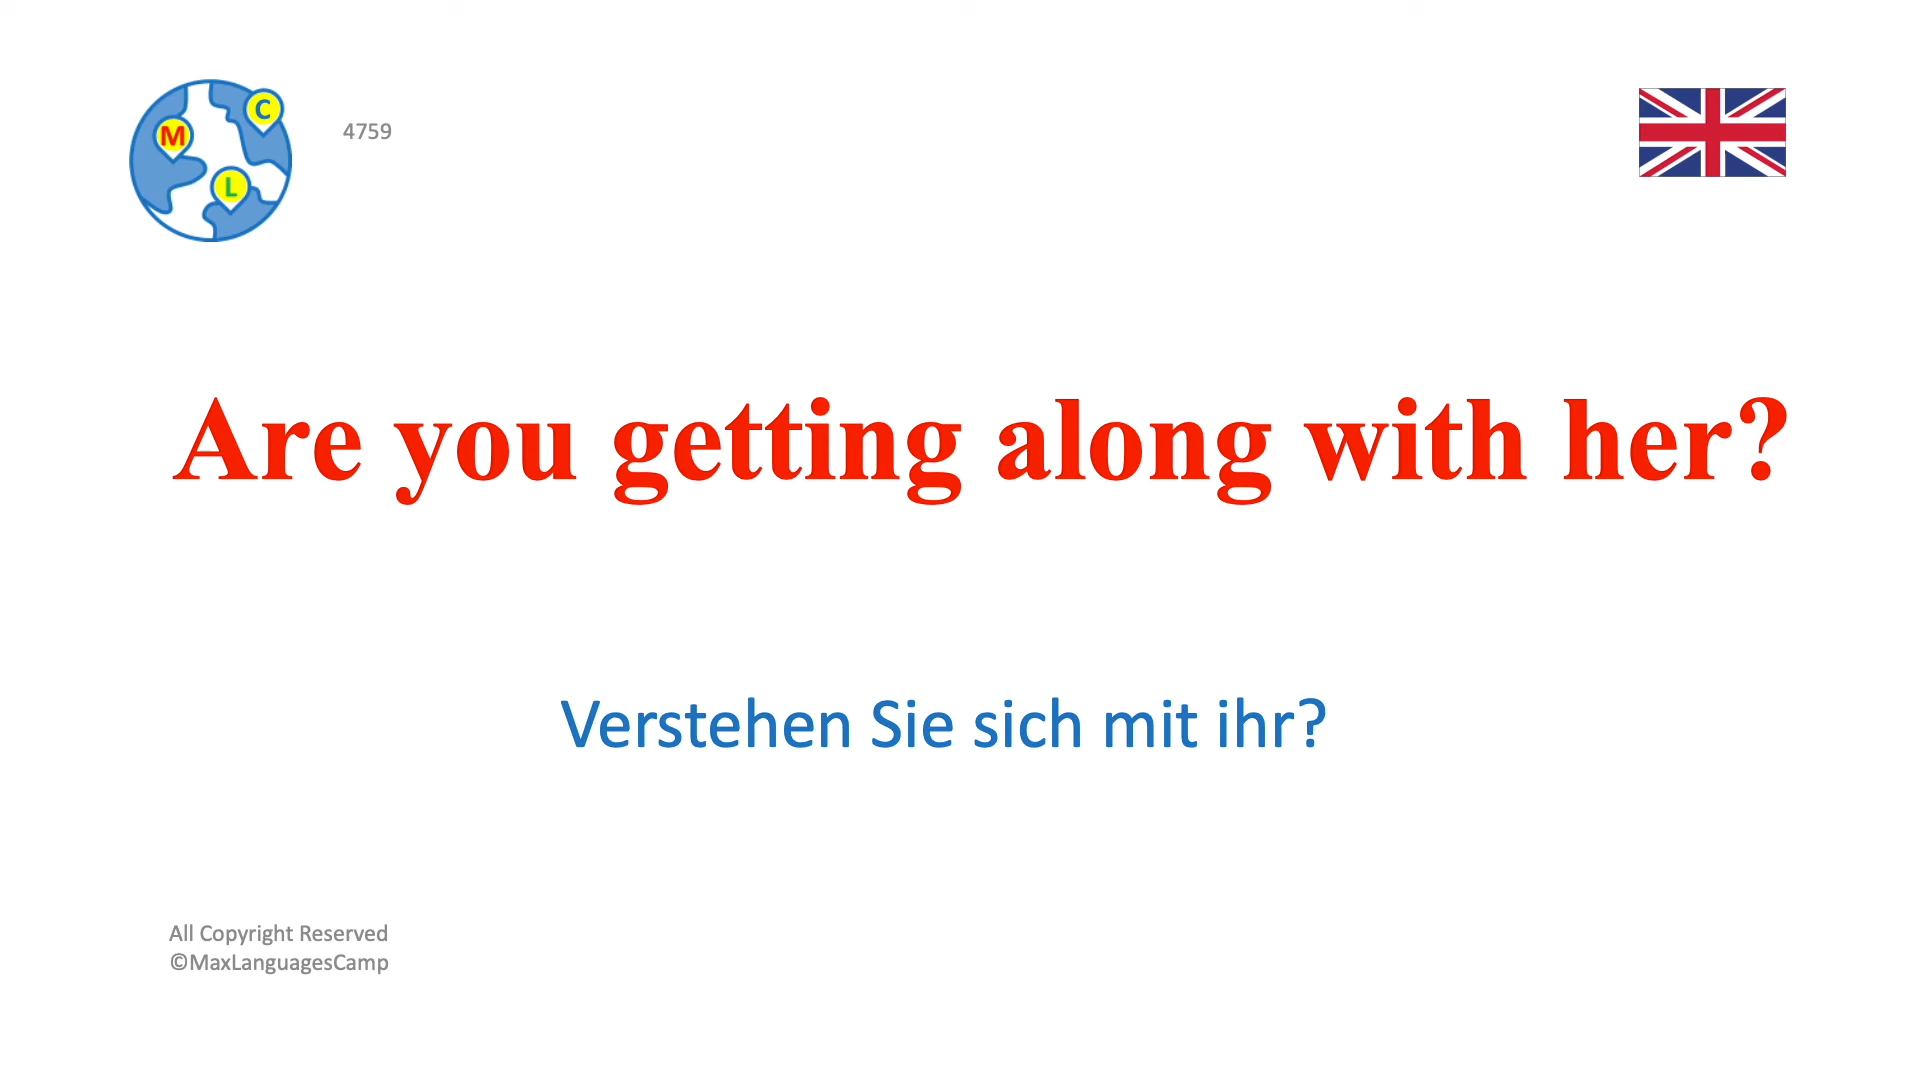 C
M
L
4759
Are you getting along with her?
Verstehen Sie sich mit ihr?
All Copyright Reserved
©MaxLanguagesCamp